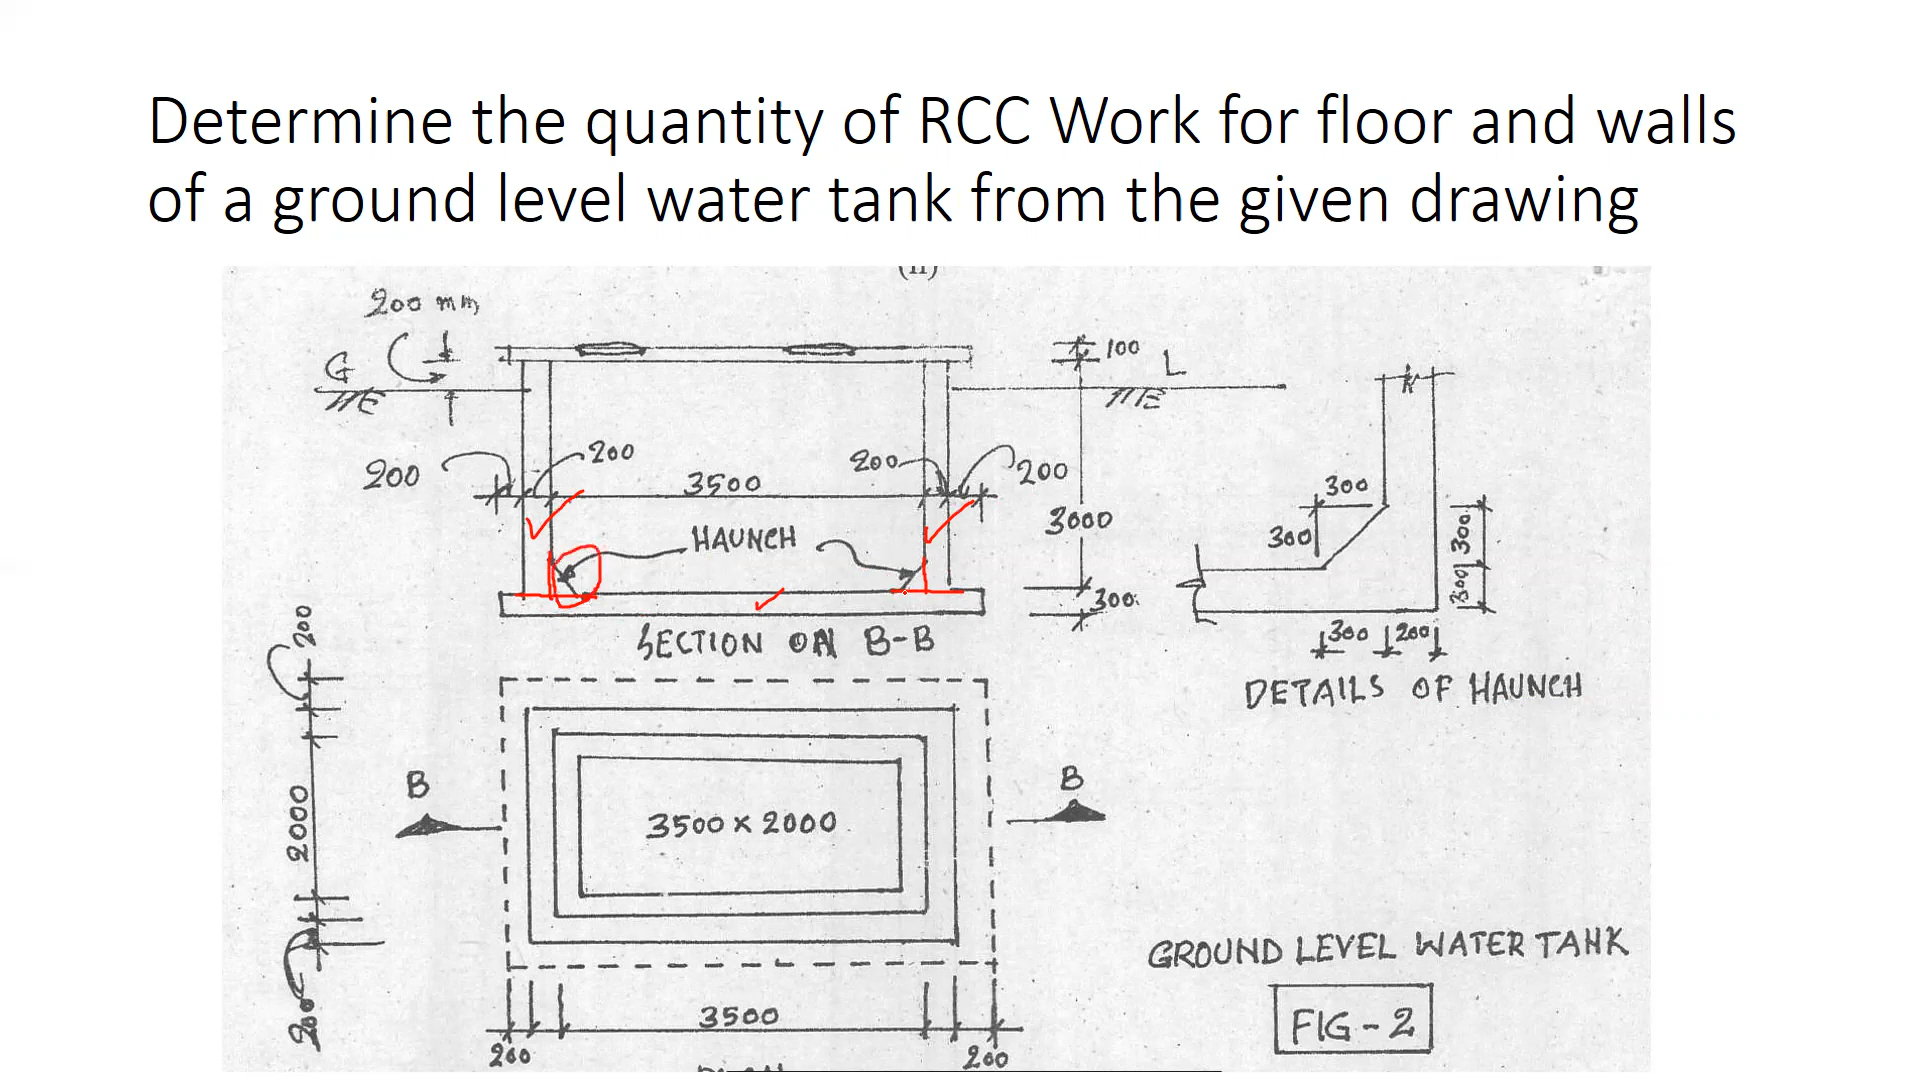 Determine the quantity of RCC Work for floor and walls
of a ground level water tank from the given drawing
(ii)
200 mm
G
100 L
200
200
200
200
3500
300
3000
HAUNCH
300
300
300
300
300 200
SECTION ON B-B
DETAILS OF HAUNCH
200
2000
200
B
B
3500 x 2000
GROUND LEVEL WATER TANK
3500
200
200
FIG-2